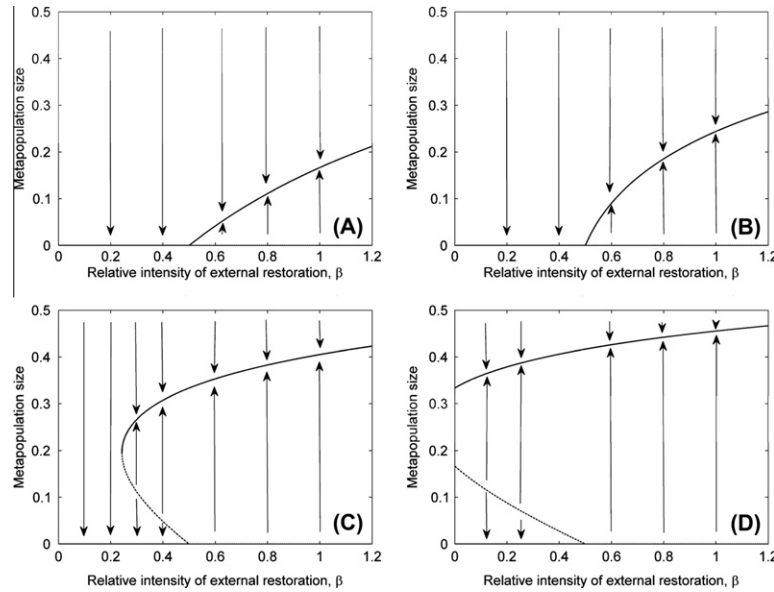 0.5 0.5
0.4 0.4
0.3 0.3
0.2 0.2
0.1 0.1
0 0
Metapopulation size Metapopulation size
(A) (B)
0 0.2 0.4 0.6 0.8 1 1.2 0 0.2 0.4 0.6 0.8 1 1.2
Relative intensity of external restoration, β Relative intensity of external restoration, β
0.5 0.5
0.4 0.4
0.3 0.3
0.2 0.2
0.1 0.1
0 0
Metapopulation size Metapopulation size
(C) (D)
0 0.2 0.4 0.6 0.8 1 1.2 0 0.2 0.4 0.6 0.8 1 1.2
Relative intensity of external restoration, β Relative intensity of external restoration, β